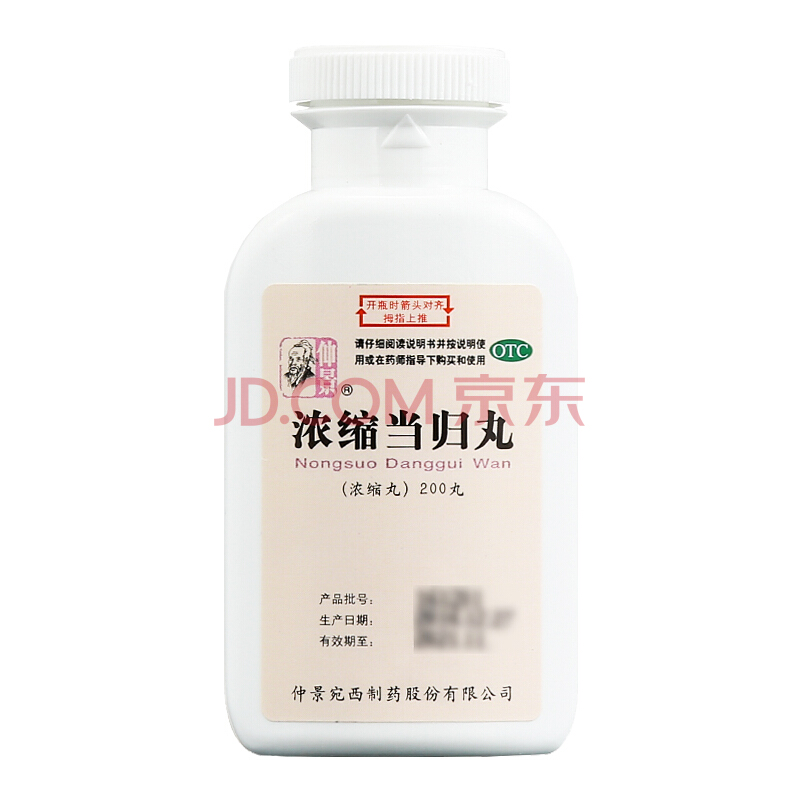 开瓶时箭头对齐
拇指上推
请仔细阅读说明书并按说明使
用或在药师指导下购买和使用
OTC
仲景
®
JD.COM 京东
浓缩当归丸
Nongsuo Danggui Wan
(浓缩丸) 200丸
产品批号:
生产日期:
有效期至:
仲景宛西制药股份有限公司